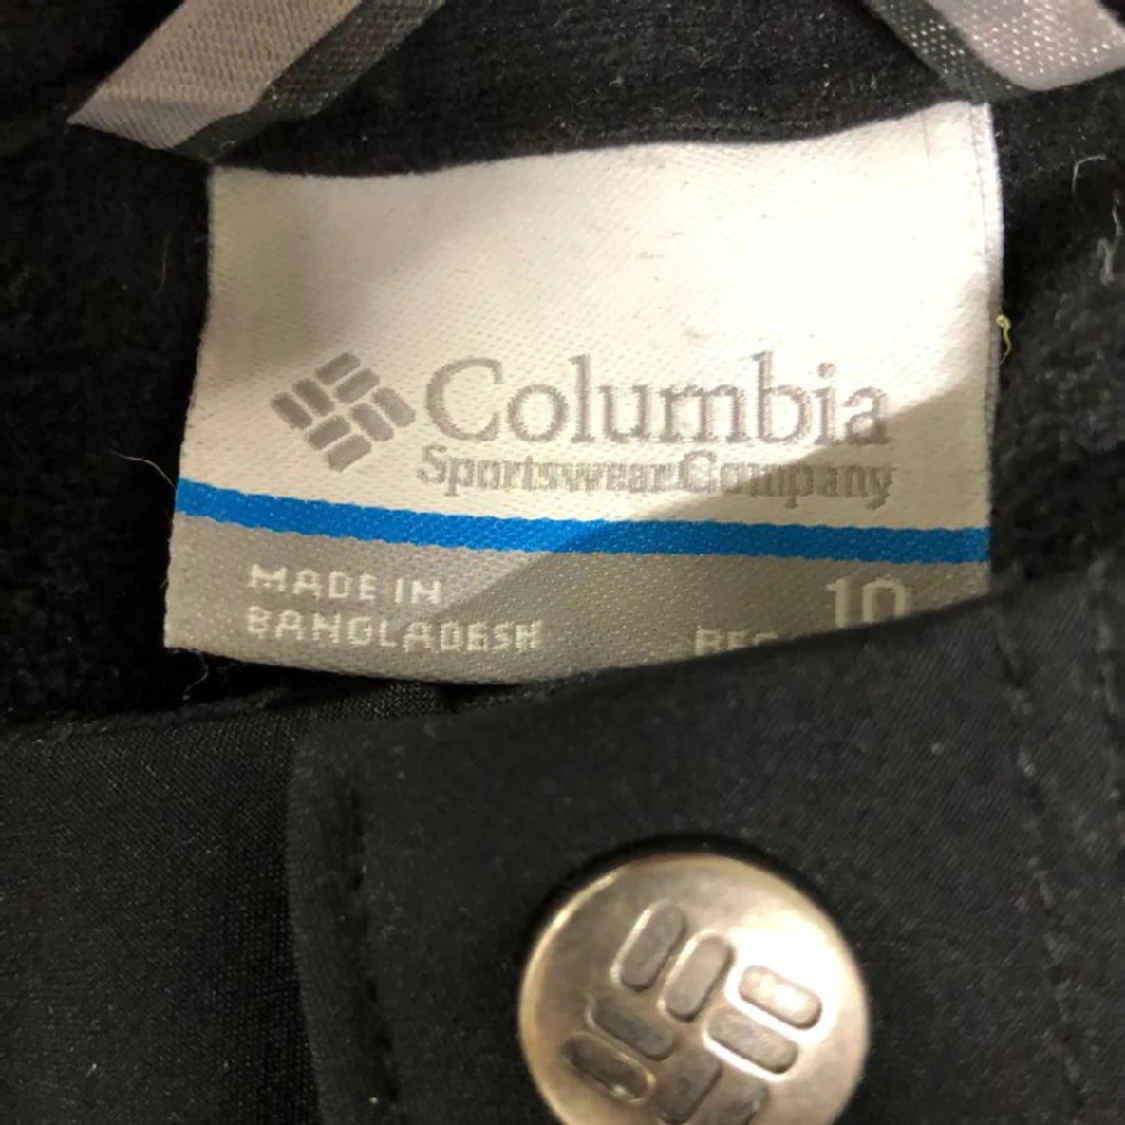 Columbia
Sportswear Company
MADE IN
BANGLADESH
10